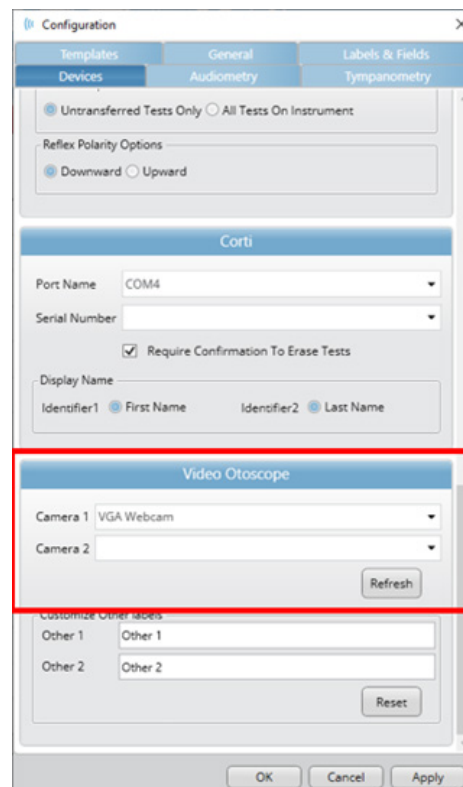 Configuration
Templates General Labels & Fields
Devices Audiometry Tympanometry
Untransferred Tests Only All Tests On Instrument
Reflex Polarity Options
Downward Upward
Corti
Port Name COM4
Serial Number
Require Confirmation To Erase Tests
Display Name
Identifier1 First Name Identifier2 Last Name
Video Otoscope
Camera 1 VGA Webcam
Camera 2
Refresh
Customize Other labels
Other 1 Other 1
Other 2 Other 2
Reset
OK Cancel Apply